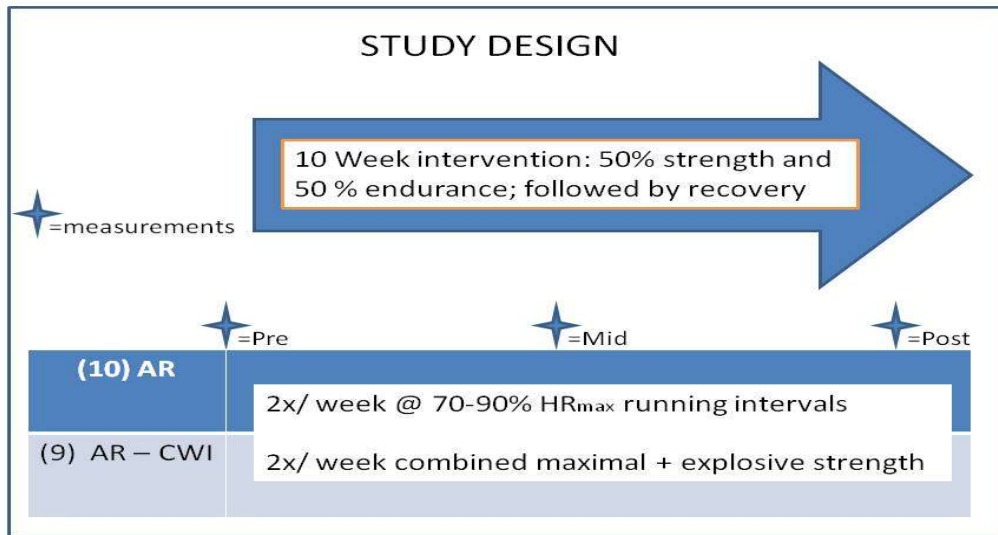 STUDY DESIGN
10 Week intervention: 50% strength and
50 % endurance; followed by recovery
=measurements
=Pre
=Mid
=Post
(10) AR
2x/ week @ 70-90% HRmax running intervals
(9) AR – CWI
2x/ week combined maximal + explosive strength